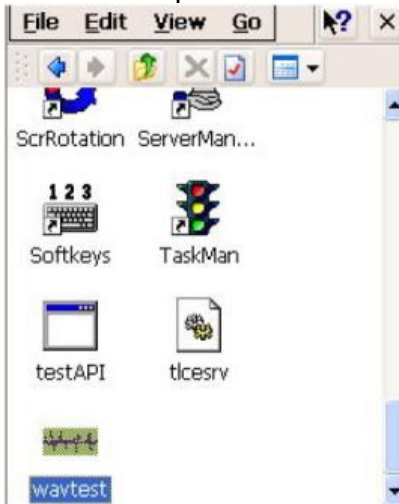 File Edit View Go ?
ScrRotation ServerMan...
1 2 3
Softkeys TaskMan
testAPI tlcesrv
wavtest